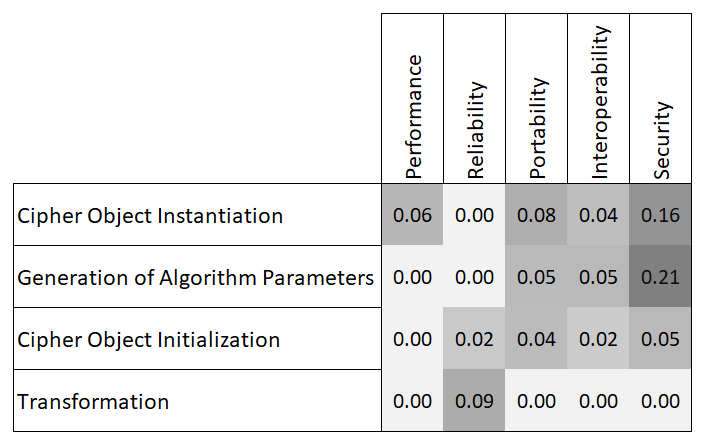 Performance Reliability Portability Interoperability Security
Cipher Object Instantiation 0.06 0.00 0.08 0.04 0.16
Generation of Algorithm Parameters 0.00 0.00 0.05 0.05 0.21
Cipher Object Initialization 0.00 0.02 0.04 0.02 0.05
Transformation 0.00 0.09 0.00 0.00 0.00